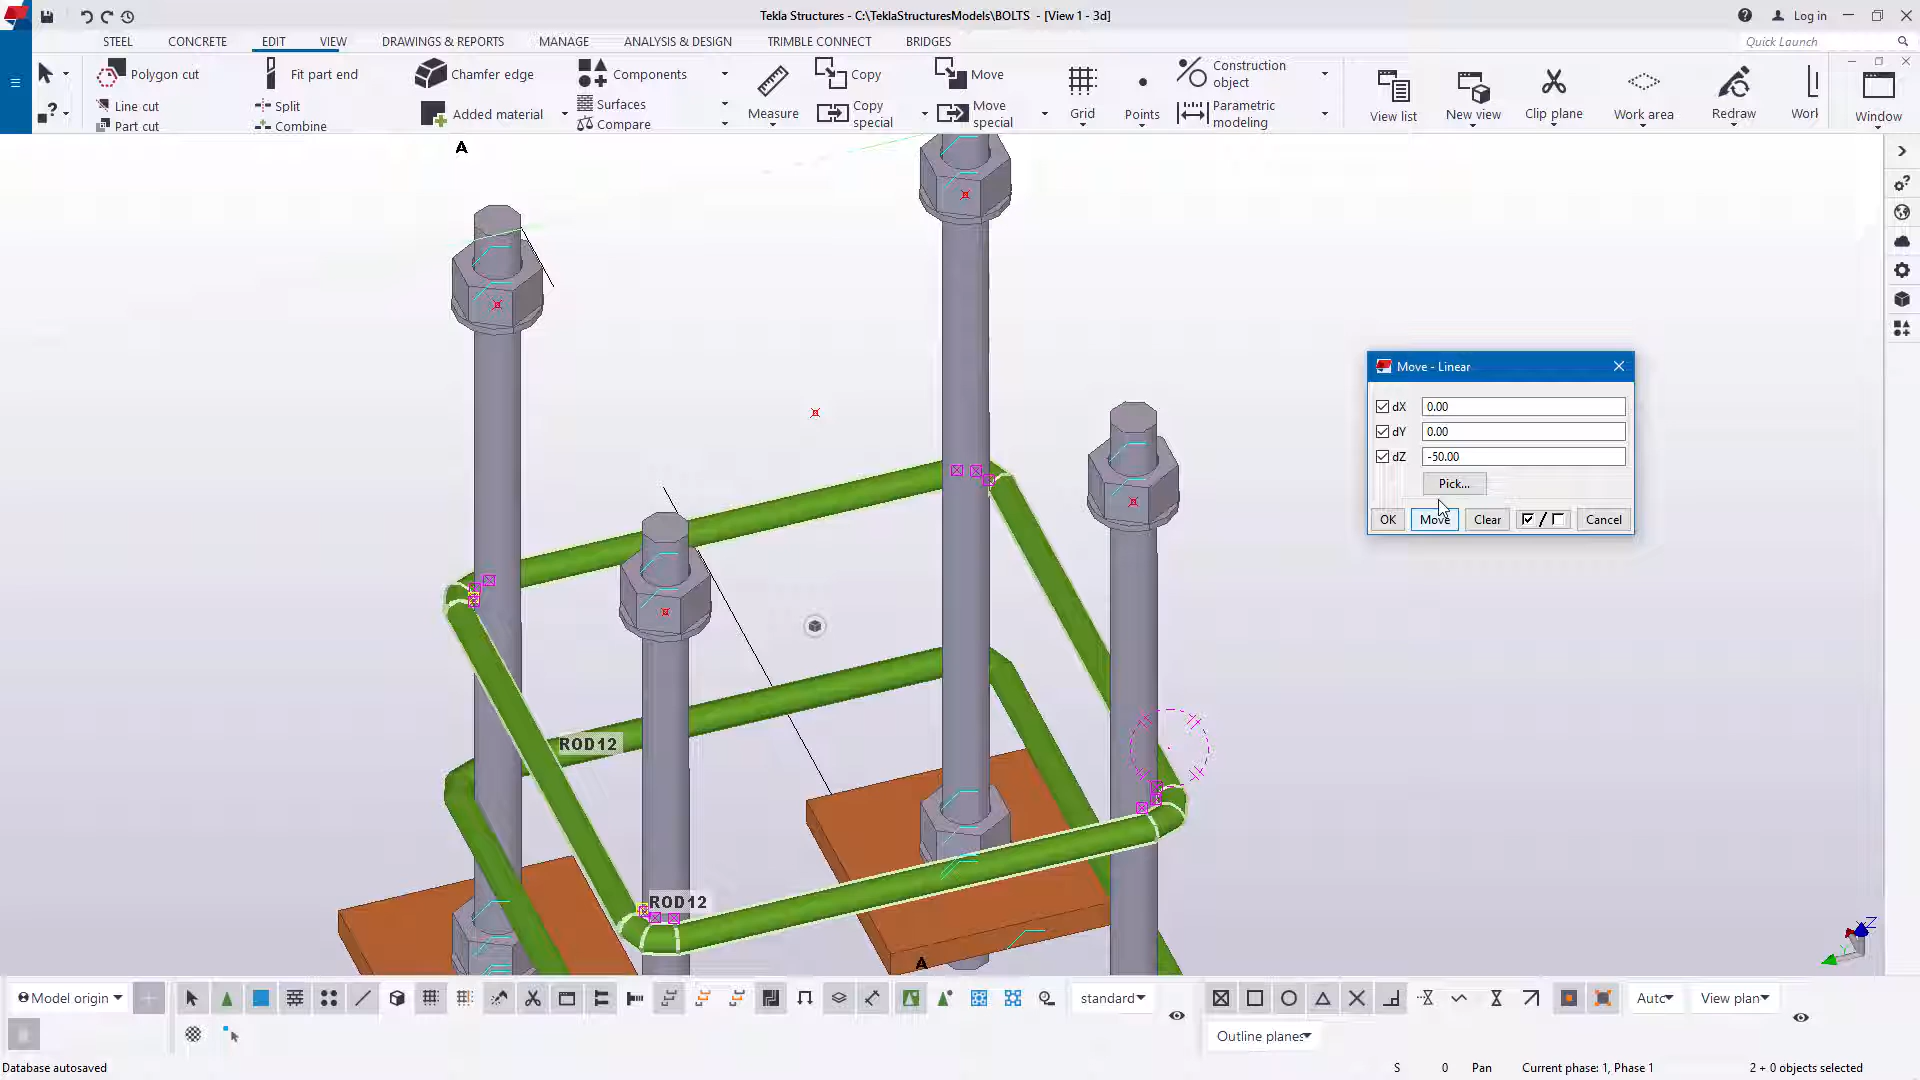 Tekla Structures - C:\TeklaStructuresModels\BOLTS - [View 1 - 3d]
Log in
STEEL CONCRETE EDIT VIEW DRAWINGS & REPORTS MANAGE ANALYSIS & DESIGN TRIMBLE CONNECT BRIDGES
Quick Launch
Polygon cut
Line cut
Part cut
Fit part end
Split
Combine
Chamfer edge
Added material
Components
Surfaces
Compare
Measure
Copy
Copy special
Move
Move special
Grid
Points
Construction object
Parametric modeling
View list
New view
Clip plane
Work area
Redraw
Work
Window
A
Move - Linear
dX 0.00
dY 0.00
dZ -50.00
Pick...
OK Move Clear / Cancel
ROD12
ROD12
A
Z
Y
Model origin
standard
Auto
View plan
Outline planes
Database autosaved
S 0 Pan Current phase: 1, Phase 1 2 + 0 objects selected